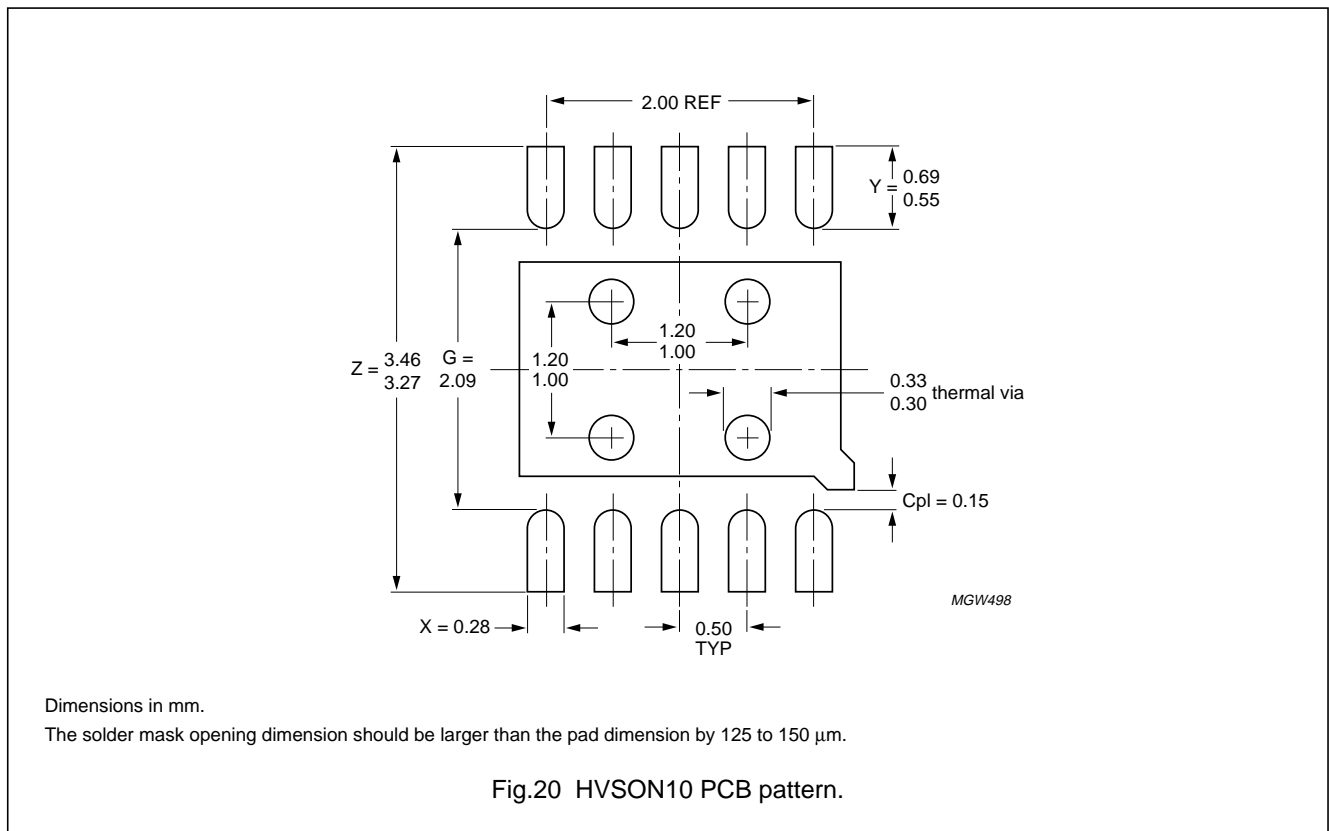 2.00 REF
Y = 0.69
0.55
1.20
1.00
Z = 3.46
3.27
G =
2.09
1.20
1.00
0.33
0.30 thermal via
Cpl = 0.15
MGW498
X = 0.28
0.50
TYP
Dimensions in mm.
The solder mask opening dimension should be larger than the pad dimension by 125 to 150 μm.
Fig.20 HVSON10 PCB pattern.